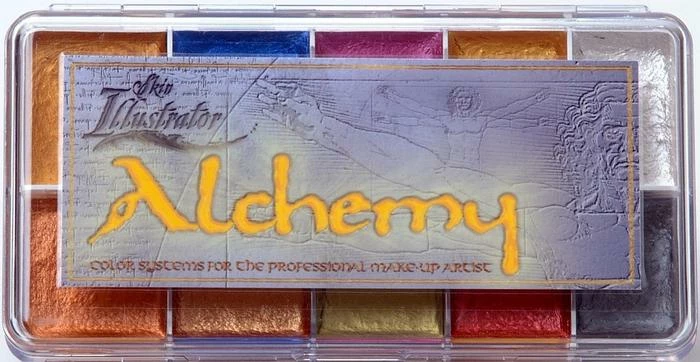 Skin
Illustrator
Alchemy
COLOR SYSTEMS FOR THE PROFESSIONAL MAKE-UP ARTIST